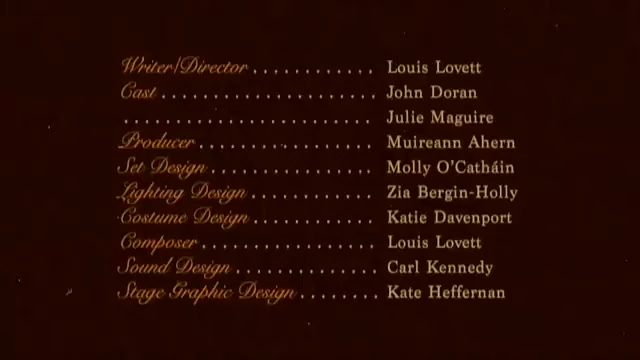 Writer/Director . . . . . . . . . . . . Louis Lovett
Cast . . . . . . . . . . . . . . . . . . . . . . John Doran
. . . . . . . . . . . . . . . . . . . . . . . . . Julie Maguire
Producer . . . . . . . . . . . . . . . . . . Muireann Ahern
Set Design . . . . . . . . . . . . . . . . . Molly O'Catháin
Lighting Design . . . . . . . . . . . . Zia Bergin-Holly
Costume Design . . . . . . . . . . . . Katie Davenport
Composer . . . . . . . . . . . . . . . . . . Louis Lovett
Sound Design . . . . . . . . . . . . . . Carl Kennedy
Stage Graphic Design . . . . . . . . Kate Heffernan